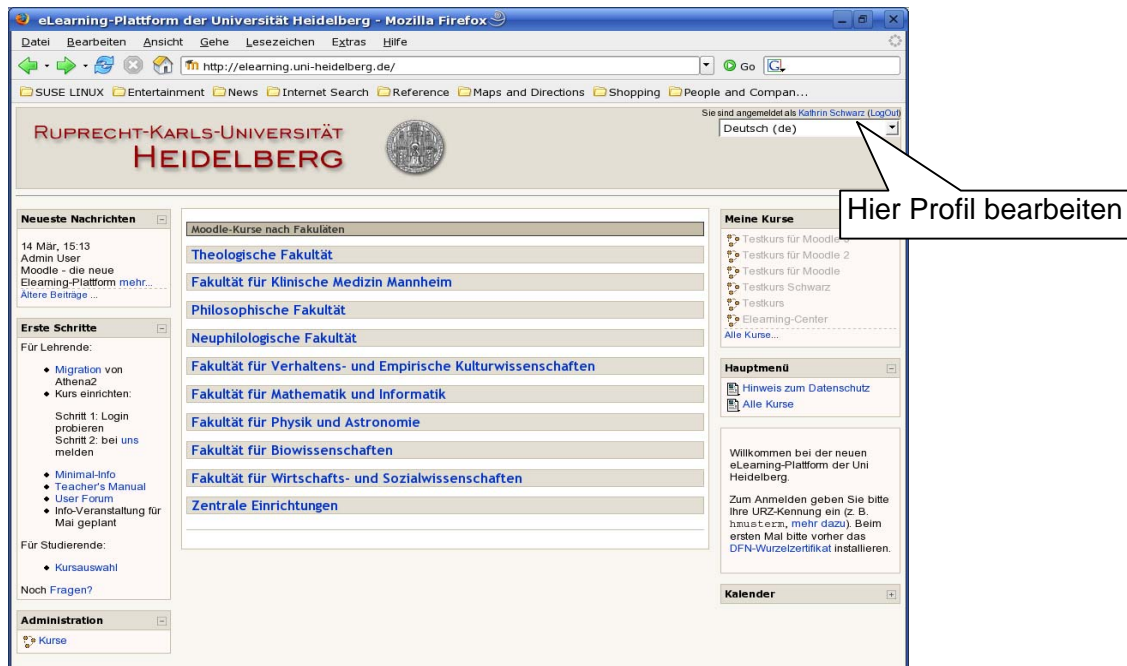 eLearning-Plattform der Universität Heidelberg - Mozilla Firefox
Datei Bearbeiten Ansicht Gehe Lesezeichen Extras Hilfe
http://elearning.uni-heidelberg.de/ Go
SUSE LINUX Entertainment News Internet Search Reference Maps and Directions Shopping People and Compan...
Sie sind angemeldet als Kathrin Schwarz (LogOut)
Deutsch (de)
RUPRECHT-KARLS-UNIVERSITÄT
HEIDELBERG
Hier Profil bearbeiten
Neueste Nachrichten
14 Mär, 15:13
Admin User
Moodle - die neue
Elearning-Plattform mehr...
Ältere Beiträge ...
Erste Schritte
Für Lehrende:
Migration von
Athena2
Kurs einrichten:
Schritt 1: Login
probieren
Schritt 2: bei uns
melden
Minimal-Info
Teacher's Manual
User Forum
Info-Veranstaltung für
Mai geplant
Für Studierende:
Kursauswahl
Noch Fragen?
Administration
Kurse
Moodle-Kurse nach Fakuläten
Theologische Fakultät
Fakultät für Klinische Medizin Mannheim
Philosophische Fakultät
Neuphilologische Fakultät
Fakultät für Verhaltens- und Empirische Kulturwissenschaften
Fakultät für Mathematik und Informatik
Fakultät für Physik und Astronomie
Fakultät für Biowissenschaften
Fakultät für Wirtschafts- und Sozialwissenschaften
Zentrale Einrichtungen
Meine Kurse
Testkurs für Moodle
Testkurs für Moodle 2
Testkurs für Moodle
Testkurs Schwarz
Testkurs
Elearning-Center
Alle Kurse...
Hauptmenü
Hinweis zum Datenschutz
Alle Kurse
Willkommen bei der neuen
eLearning-Plattform der Uni
Heidelberg.
Zum Anmelden geben Sie bitte
Ihre URZ-Kennung ein (z. B.
hmustern, mehr dazu). Beim
ersten Mal bitte vorher das
DFN-Wurzelzertifikat installieren.
Kalender